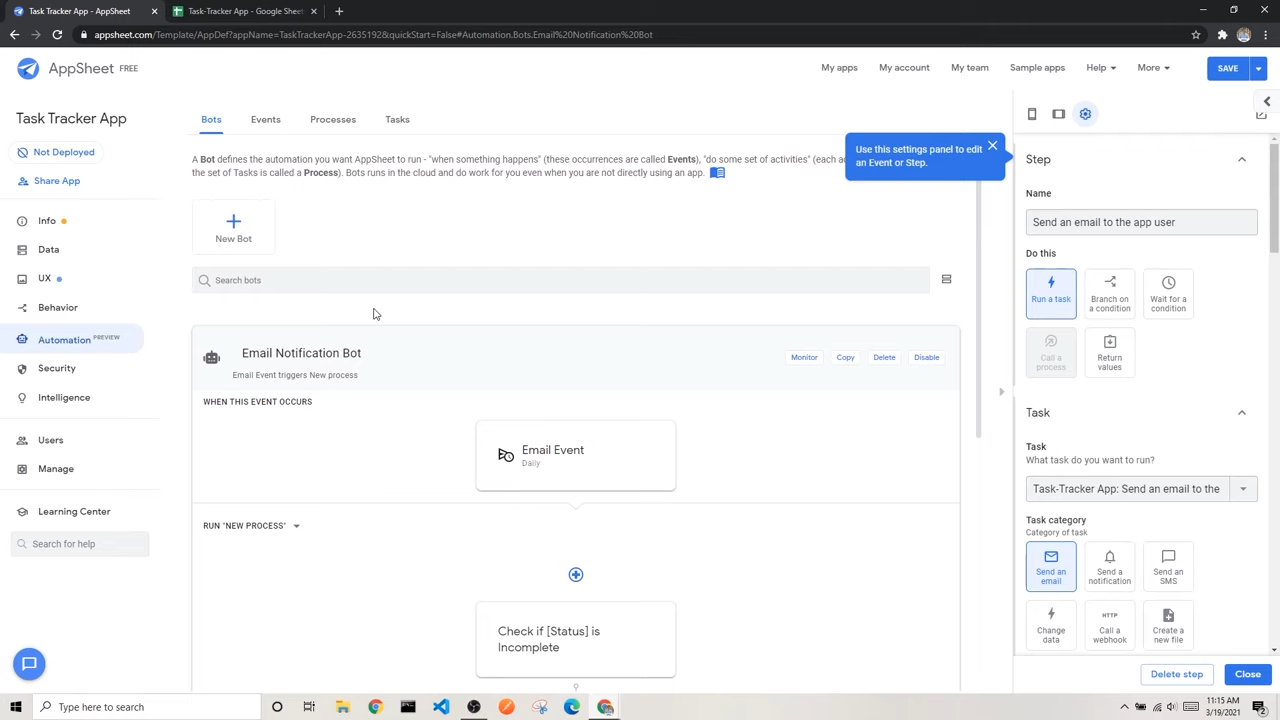 Task Tracker App
Task-Tracker App - Google Sheet
appsheet.com/Template/AppDef?appName=TaskTrackerApp-2635192&quickStart=False#Automation.Bots.Email%20Notification%20Bot
AppSheet FREE
My apps
My account
My team
Sample apps
Help
More
SAVE
Task Tracker App
Not Deployed
Share App
Info
Data
UX
Behavior
Automation PREVIEW
Security
Intelligence
Users
Manage
Learning Center
Search for help
Bots
Events
Processes
Tasks
A Bot defines the automation you want AppSheet to run - "when something happens" (these occurrences are called Events), "do some set of activities" (each a
the set of Tasks is called a Process). Bots runs in the cloud and do work for you even when you are not directly using an app.
New Bot
Search bots
Email Notification Bot
Email Event triggers New process
Monitor
Copy
Delete
Disable
WHEN THIS EVENT OCCURS
Email Event
Daily
RUN "NEW PROCESS"
Check if [Status] is
Incomplete
Use this settings panel to edit
an Event or Step.
Step
Name
Send an email to the app user
Do this
Run a task
Branch on
a condition
Wait for a
condition
Call a
process
Return
values
Task
Task
What task do you want to run?
Task-Tracker App: Send an email to the
Task category
Category of task
Send an
email
Send a
notification
Send an
SMS
Change
data
HTTP
Call a
webhook
Create a
new file
Delete step
Close
Type here to search
11:15 AM
3/19/2021
2